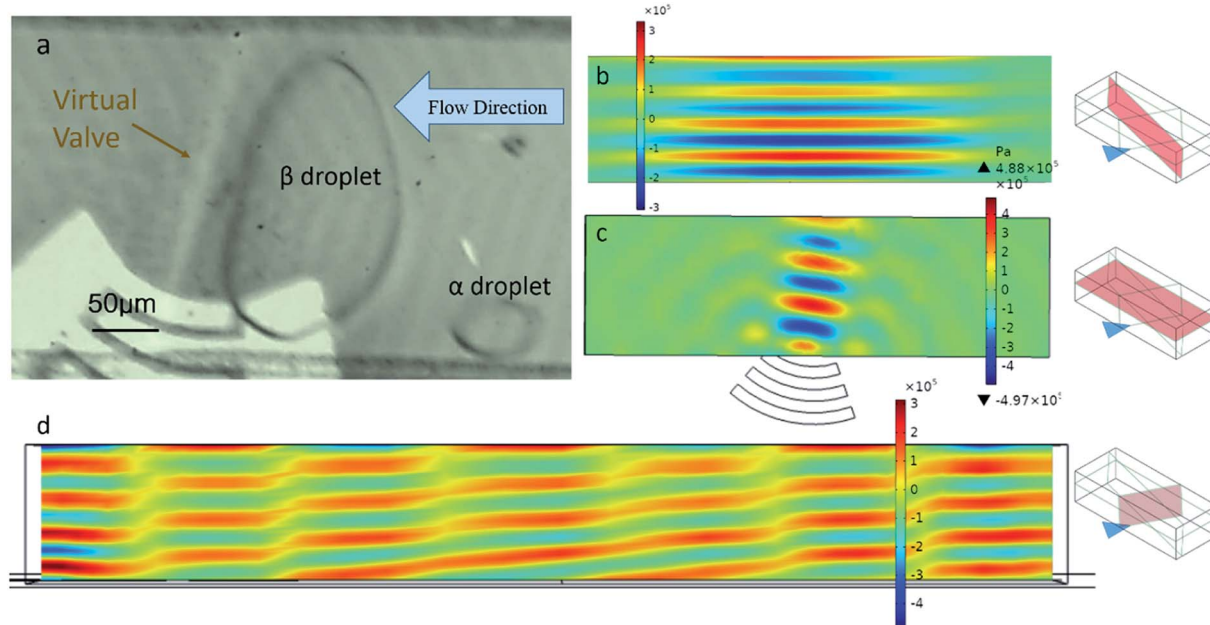 a
Virtual
Valve
Flow Direction
β droplet
α droplet
50μm
b
×10⁵
3
2
1
0
-1
-2
-3
Pa
▲ 4.88×10⁵
c
×10⁵
4
3
2
1
0
-1
-2
-3
-4
▼ -4.97×10⁵
d
×10⁵
3
2
1
0
-1
-2
-3
-4